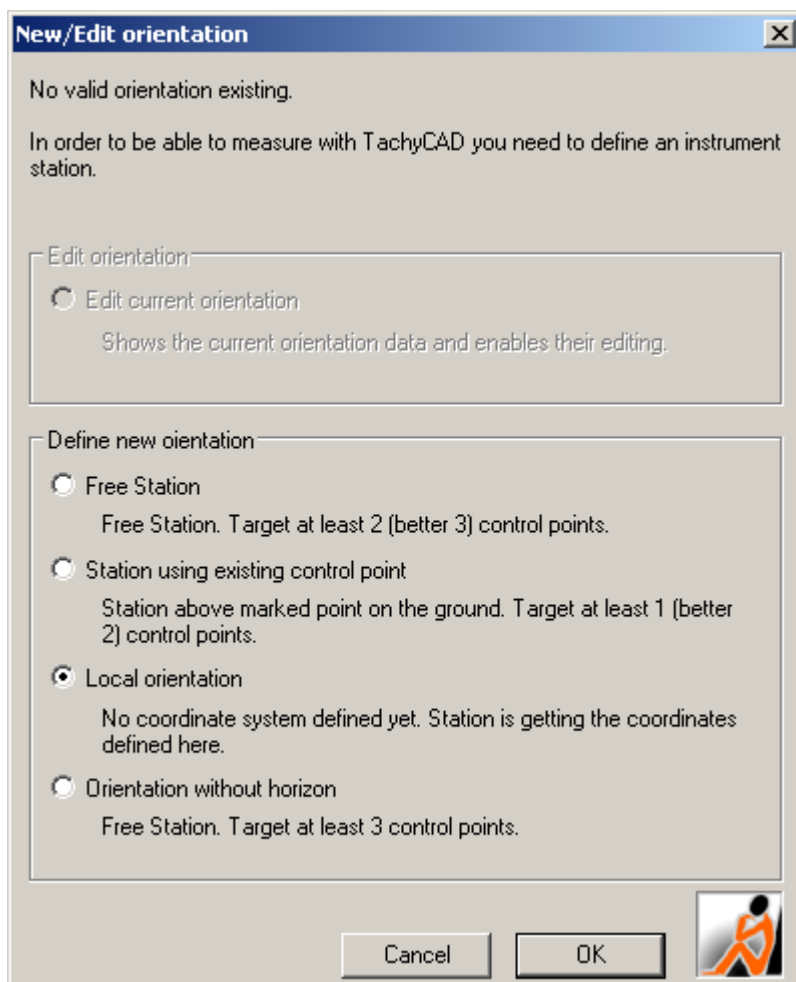 New/Edit orientation
No valid orientation existing.
In order to be able to measure with TachyCAD you need to define an instrument
station.
Edit orientation
Edit current orientation
Shows the current orientation data and enables their editing.
Define new oientation
Free Station
Free Station. Target at least 2 (better 3) control points.
Station using existing control point
Station above marked point on the ground. Target at least 1 (better
2) control points.
Local orientation
No coordinate system defined yet. Station is getting the coordinates
defined here.
Orientation without horizon
Free Station. Target at least 3 control points.
Cancel
OK